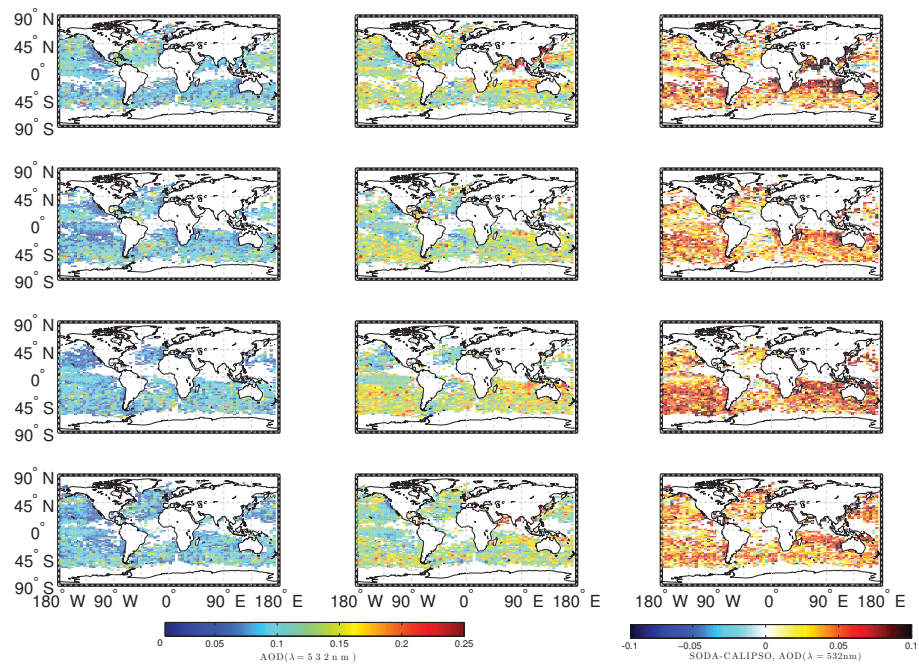 90° N
45° N
0°
45° S
90° S
90° N
45° N
0°
45° S
90° S
90° N
45° N
0°
45° S
90° S
90° N
45° N
0°
45° S
90° S
180° W 90° W 0° 90° E 180° E
180° W 90° W 0° 90° E 180° E
180° W 90° W 0° 90° E 180° E
0 0.05 0.1 0.15 0.2 0.25
AOD(λ = 5 3 2 n m )
-0.1 -0.05 0 0.05 0.1
SODA-CALIPSO, AOD(λ = 532nm)